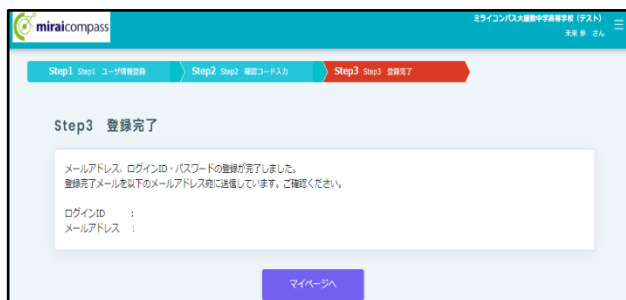 miraicompass
ミライコンパス大屋動中学高等学校 (テスト)
未来 歩 さん
Step1 Step1 ユーザ情報登録
Step2 Step2 確認コード入力
Step3 Step3 登録完了
Step3 登録完了
メールアドレス、ログインID・パスワードの登録が完了しました。
登録完了メールを以下のメールアドレス宛に送信しています。ご確認ください。
ログインID :
メールアドレス :
マイページへ